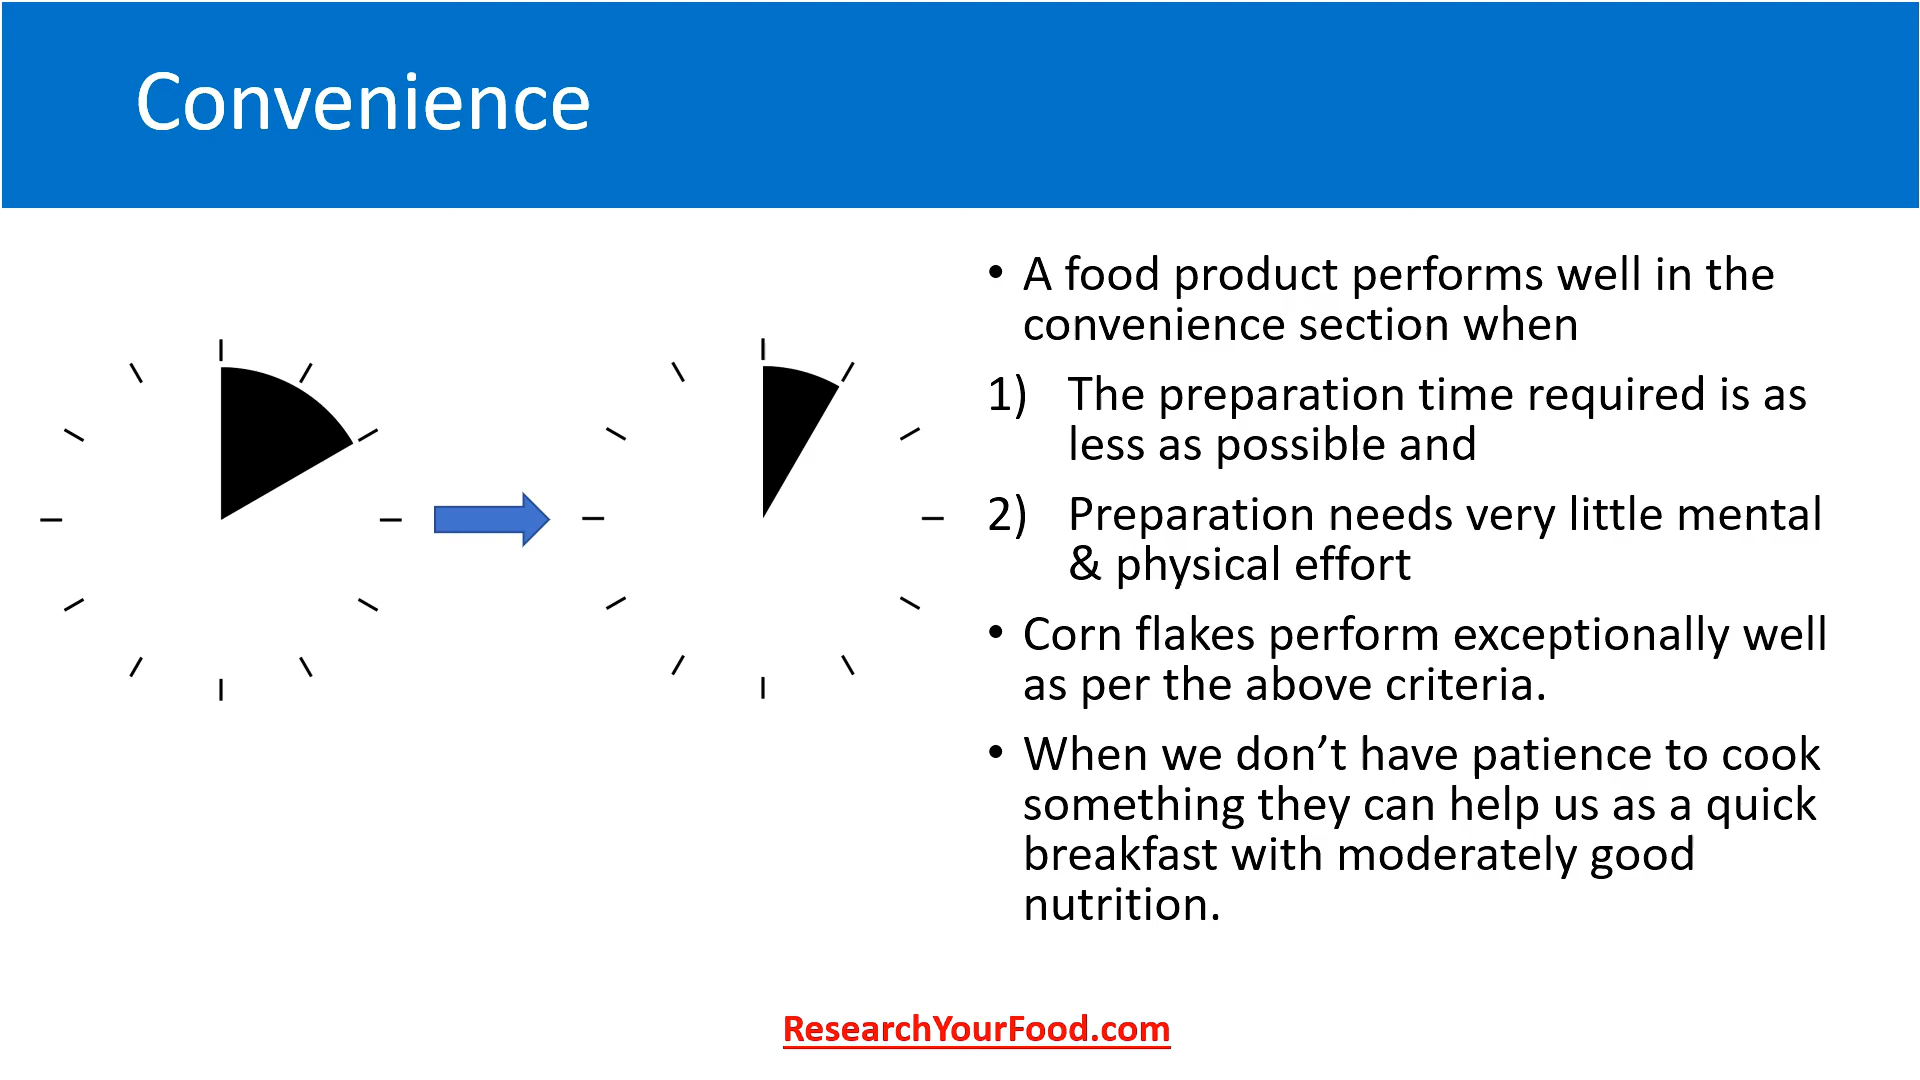 Convenience
• A food product performs well in the
convenience section when
1) The preparation time required is as
less as possible and
2) Preparation needs very little mental
& physical effort
• Corn flakes perform exceptionally well
as per the above criteria.
• When we don’t have patience to cook
something they can help us as a quick
breakfast with moderately good
nutrition.
ResearchYourFood.com